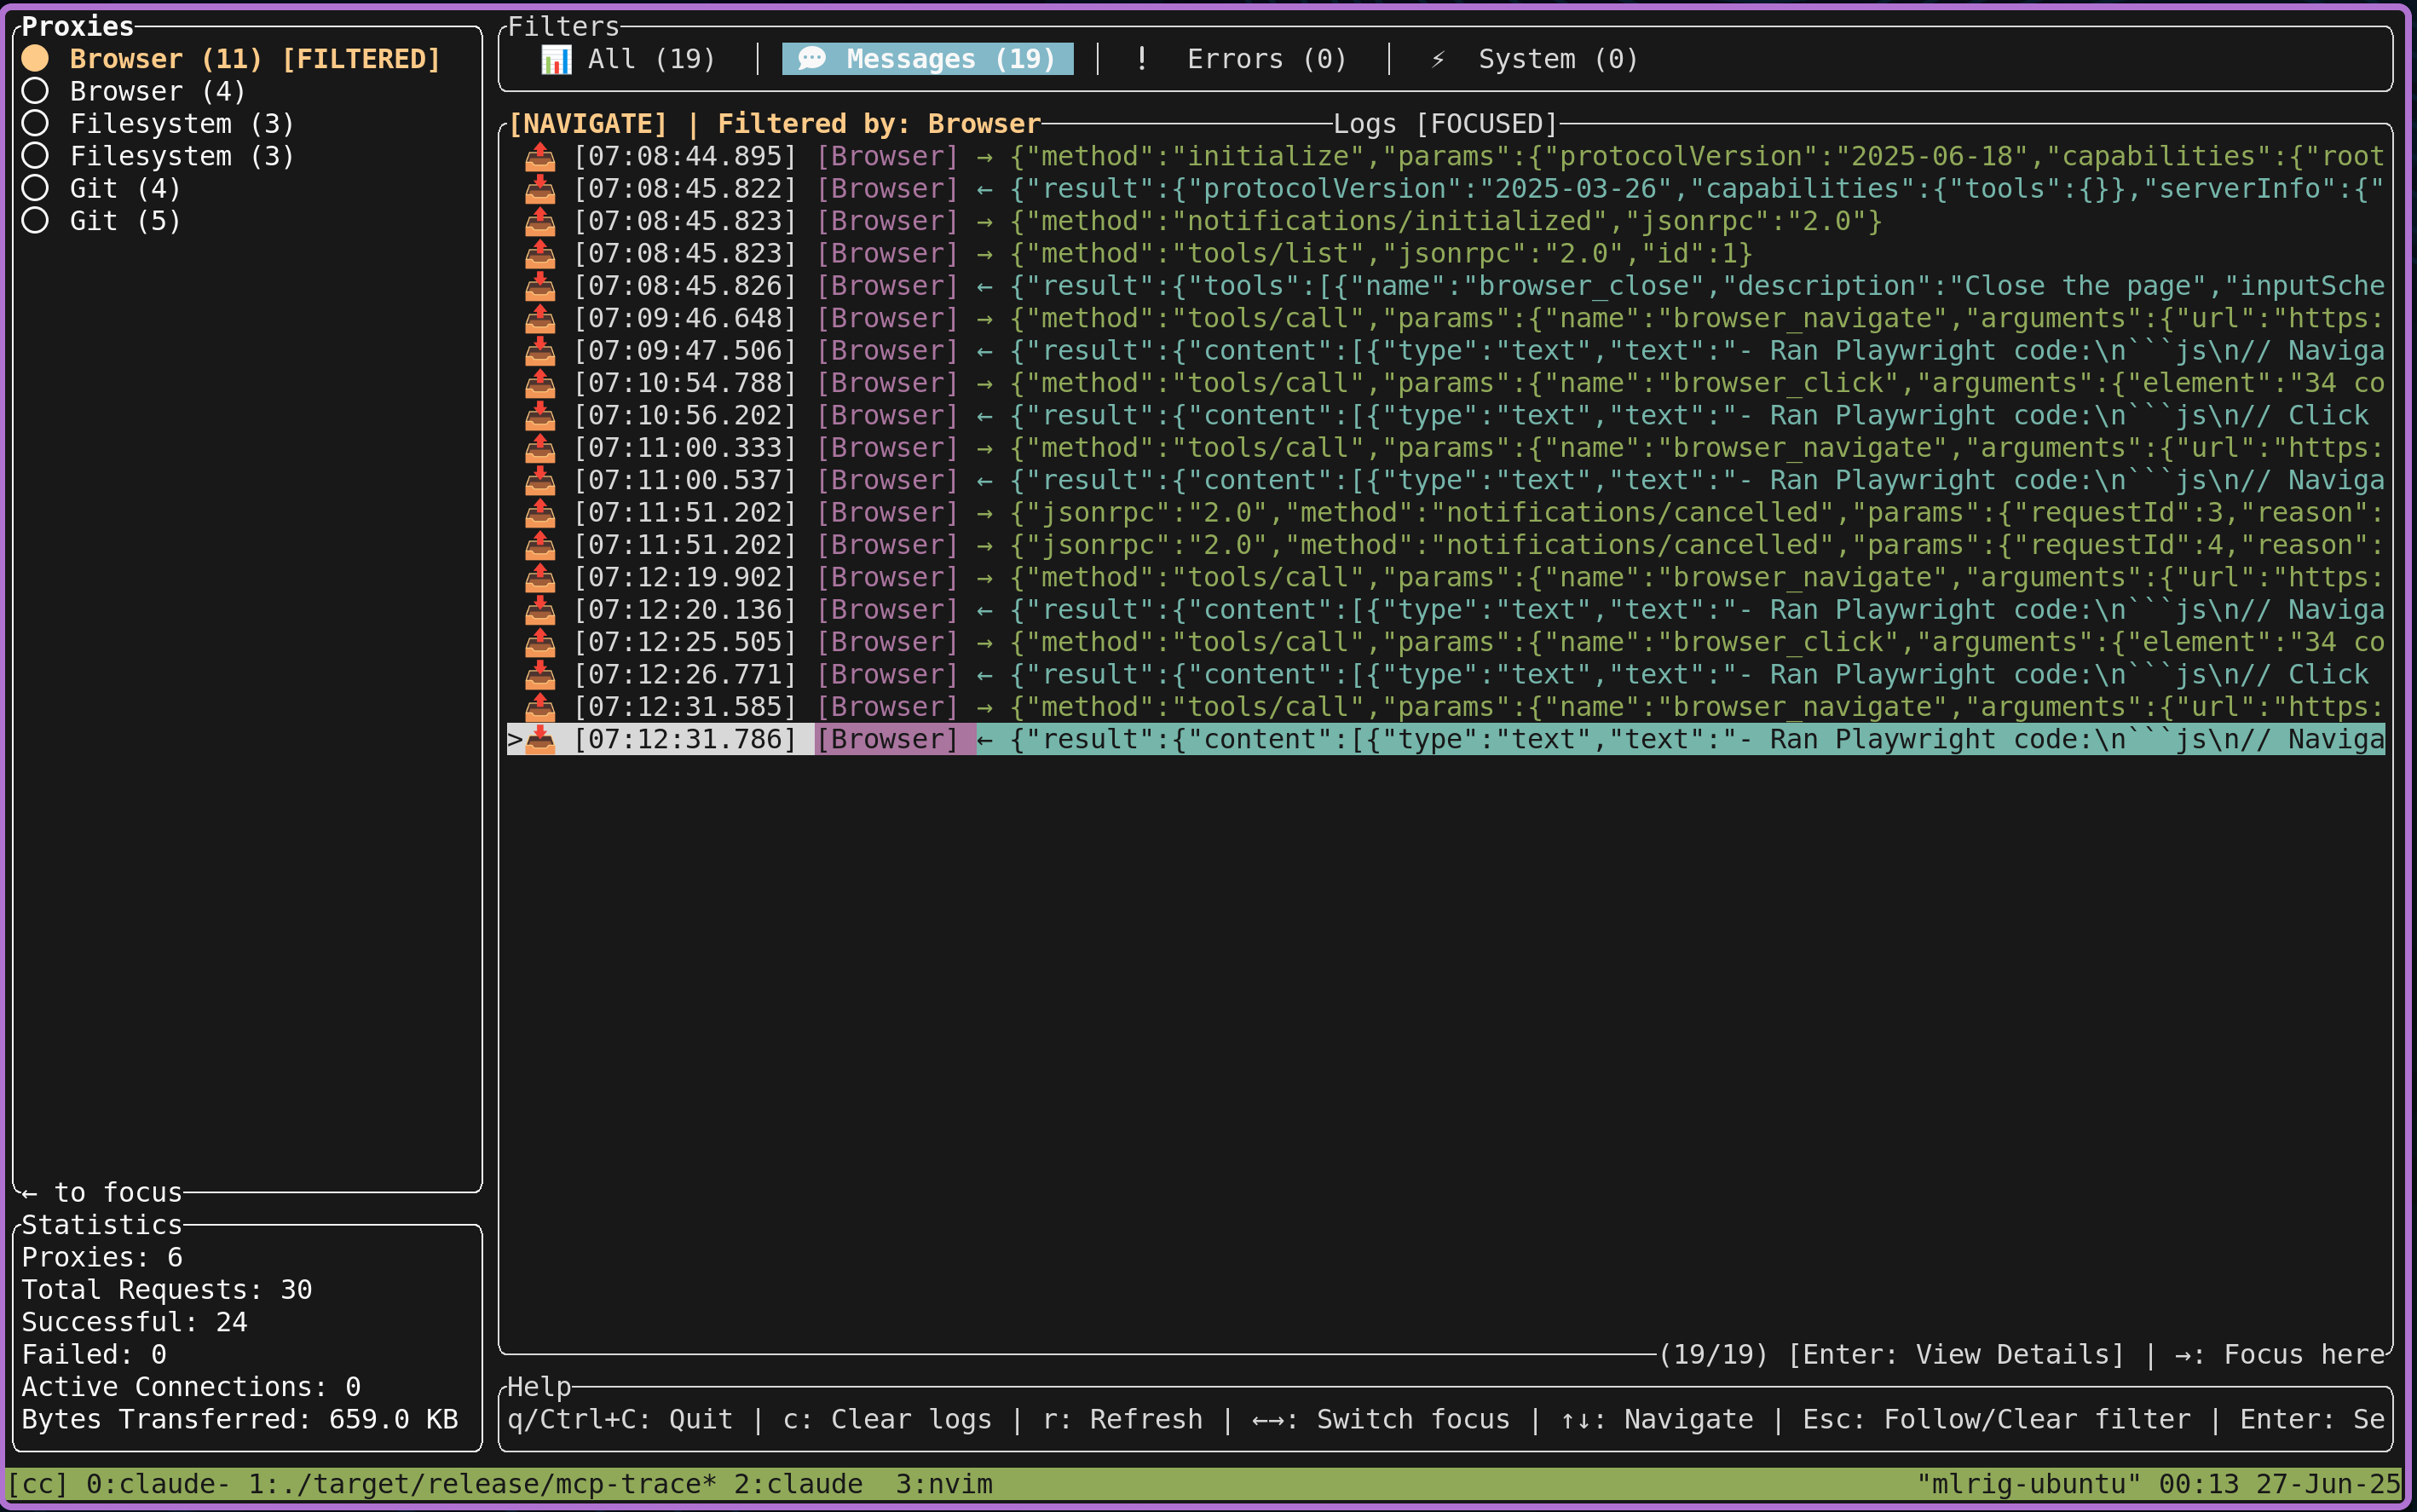 Proxies
Browser (11) [FILTERED]
Browser (4)
Filesystem (3)
Filesystem (3)
Git (4)
Git (5)
← to focus
Statistics
Proxies: 6
Total Requests: 30
Successful: 24
Failed: 0
Active Connections: 0
Bytes Transferred: 659.0 KB
Filters
📊 All (19) │ 💬 Messages (19) │ ! Errors (0) │ ⚡ System (0)
[NAVIGATE] | Filtered by: Browser Logs [FOCUSED]
📤 [07:08:44.895] [Browser] → {"method":"initialize","params":{"protocolVersion":"2025-06-18","capabilities":{"root
📥 [07:08:45.822] [Browser] ← {"result":{"protocolVersion":"2025-03-26","capabilities":{"tools":{}},"serverInfo":{"
📤 [07:08:45.823] [Browser] → {"method":"notifications/initialized","jsonrpc":"2.0"}
📤 [07:08:45.823] [Browser] → {"method":"tools/list","jsonrpc":"2.0","id":1}
📥 [07:08:45.826] [Browser] ← {"result":{"tools":[{"name":"browser_close","description":"Close the page","inputSche
📤 [07:09:46.648] [Browser] → {"method":"tools/call","params":{"name":"browser_navigate","arguments":{"url":"https:
📥 [07:09:47.506] [Browser] ← {"result":{"content":[{"type":"text","text":"- Ran Playwright code:\n```js\n// Naviga
📤 [07:10:54.788] [Browser] → {"method":"tools/call","params":{"name":"browser_click","arguments":{"element":"34 co
📥 [07:10:56.202] [Browser] ← {"result":{"content":[{"type":"text","text":"- Ran Playwright code:\n```js\n// Click
📤 [07:11:00.333] [Browser] → {"method":"tools/call","params":{"name":"browser_navigate","arguments":{"url":"https:
📥 [07:11:00.537] [Browser] ← {"result":{"content":[{"type":"text","text":"- Ran Playwright code:\n```js\n// Naviga
📤 [07:11:51.202] [Browser] → {"jsonrpc":"2.0","method":"notifications/cancelled","params":{"requestId":3,"reason":
📤 [07:11:51.202] [Browser] → {"jsonrpc":"2.0","method":"notifications/cancelled","params":{"requestId":4,"reason":
📤 [07:12:19.902] [Browser] → {"method":"tools/call","params":{"name":"browser_navigate","arguments":{"url":"https:
📥 [07:12:20.136] [Browser] ← {"result":{"content":[{"type":"text","text":"- Ran Playwright code:\n```js\n// Naviga
📤 [07:12:25.505] [Browser] → {"method":"tools/call","params":{"name":"browser_click","arguments":{"element":"34 co
📥 [07:12:26.771] [Browser] ← {"result":{"content":[{"type":"text","text":"- Ran Playwright code:\n```js\n// Click
📤 [07:12:31.585] [Browser] → {"method":"tools/call","params":{"name":"browser_navigate","arguments":{"url":"https:
>📥 [07:12:31.786] [Browser] ← {"result":{"content":[{"type":"text","text":"- Ran Playwright code:\n```js\n// Naviga
(19/19) [Enter: View Details] | →: Focus here
Help
q/Ctrl+C: Quit | c: Clear logs | r: Refresh | ←→: Switch focus | ↑↓: Navigate | Esc: Follow/Clear filter | Enter: Se
[cc] 0:claude- 1:./target/release/mcp-trace* 2:claude 3:nvim "mlrig-ubuntu" 00:13 27-Jun-25